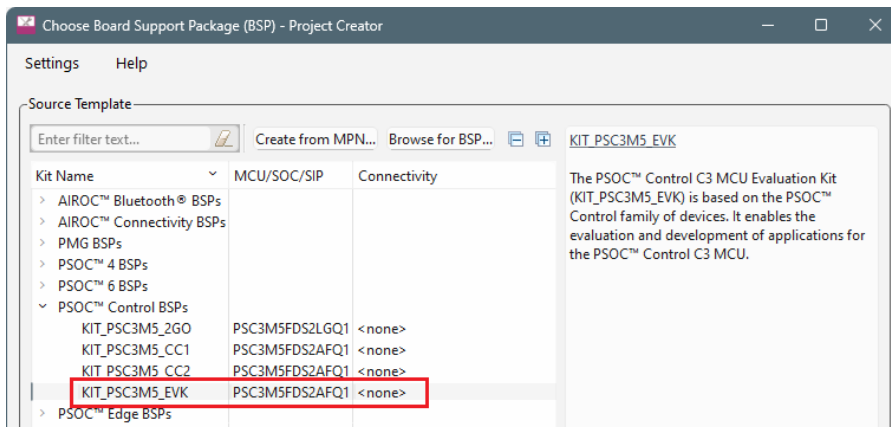 Choose Board Support Package (BSP) - Project Creator
Settings Help
Source Template
Enter filter text... Create from MPN... Browse for BSP...
Kit Name MCU/SOC/SIP Connectivity
AIROC™ Bluetooth® BSPs
AIROC™ Connectivity BSPs
PMG BSPs
PSOC™ 4 BSPs
PSOC™ 6 BSPs
PSOC™ Control BSPs
KIT_PSC3M5_2GO PSC3M5FDS2LGQ1 <none>
KIT_PSC3M5_CC1 PSC3M5FDS2AFQ1 <none>
KIT_PSC3M5_CC2 PSC3M5FDS2AFQ1 <none>
KIT_PSC3M5_EVK PSC3M5FDS2AFQ1 <none>
PSOC™ Edge BSPs
KIT_PSC3M5_EVK
The PSOC™ Control C3 MCU Evaluation Kit
(KIT_PSC3M5_EVK) is based on the PSOC™
Control family of devices. It enables the
evaluation and development of applications for
the PSOC™ Control C3 MCU.